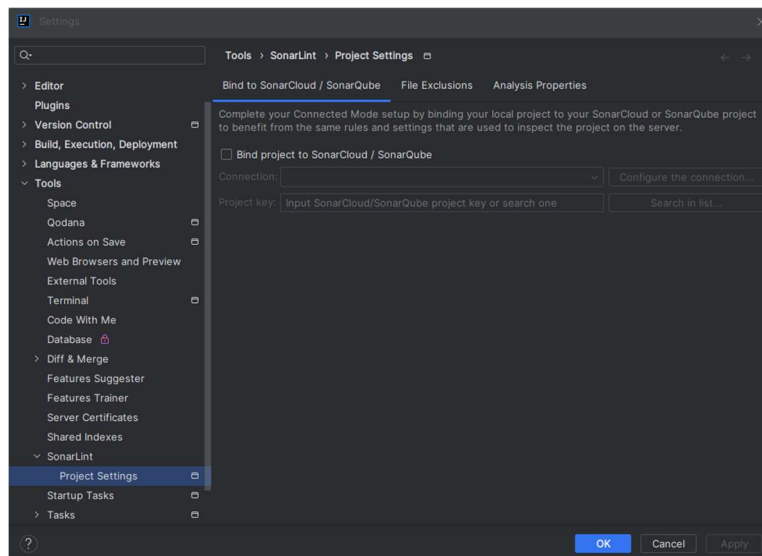 Settings
Editor
Plugins
Version Control
Build, Execution, Deployment
Languages & Frameworks
Tools
Space
Qodana
Actions on Save
Web Browsers and Preview
External Tools
Terminal
Code With Me
Database
Diff & Merge
Features Suggester
Features Trainer
Server Certificates
Shared Indexes
SonarLint
Project Settings
Startup Tasks
Tasks
Tools › SonarLint › Project Settings
Bind to SonarCloud / SonarQube File Exclusions Analysis Properties
Complete your Connected Mode setup by binding your local project to your SonarCloud or SonarQube project
to benefit from the same rules and settings that are used to inspect the project on the server.
Bind project to SonarCloud / SonarQube
Connection: Configure the connection...
Project key: Input SonarCloud/SonarQube project key or search one Search in list...
? OK Cancel Apply